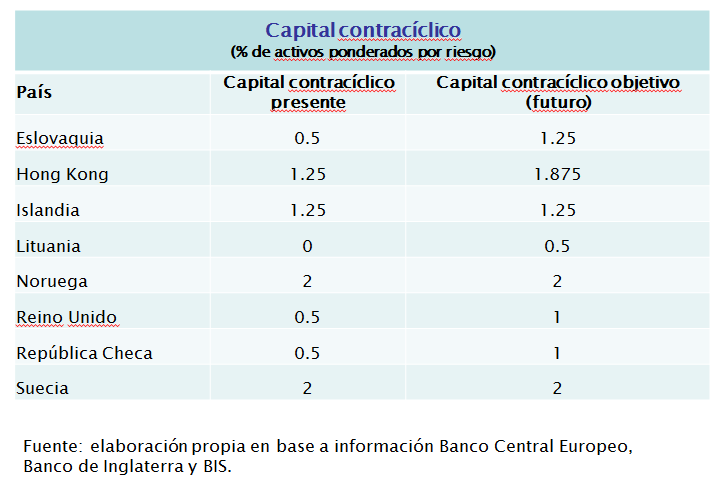 Capital contracíclico
(% de activos ponderados por riesgo)
País Capital contracíclico presente Capital contracíclico objetivo (futuro)
Eslovaquia 0.5 1.25
Hong Kong 1.25 1.875
Islandia 1.25 1.25
Lituania 0 0.5
Noruega 2 2
Reino Unido 0.5 1
República Checa 0.5 1
Suecia 2 2
Fuente: elaboración propia en base a información Banco Central Europeo,
Banco de Inglaterra y BIS.